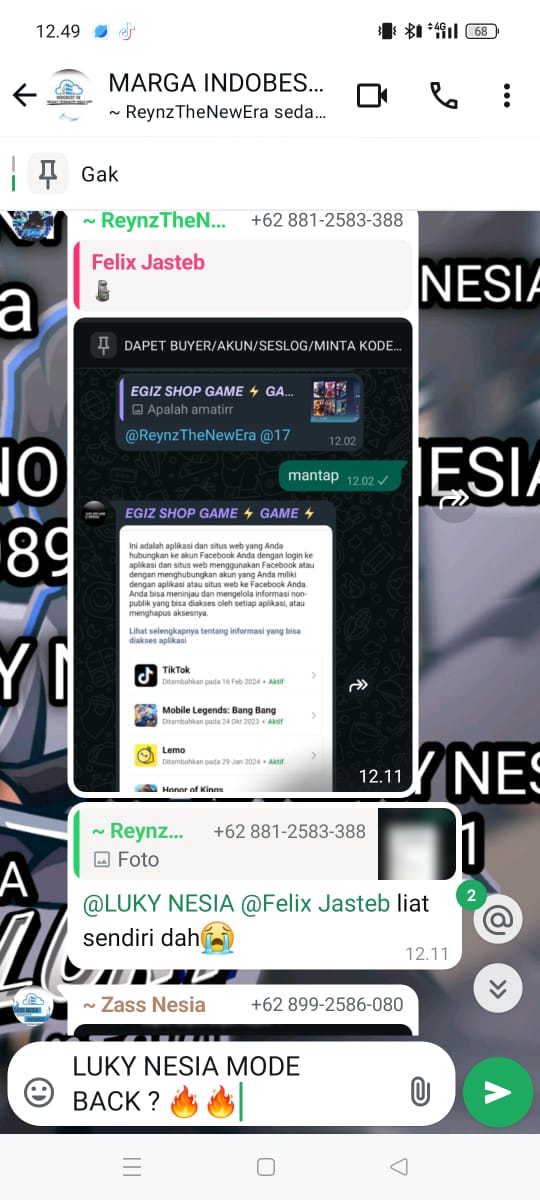 12.49
4G
68
MARGA INDOBES...
~ ReynzTheNewEra seda...
Gak
~ ReynzTheN...
+62 881-2583-388
Felix Jasteb
DAPET BUYER/AKUN/SESLOG/MINTA KODE...
EGIZ SHOP GAME ⚡ GA...
Apalah amatirr
@ReynzTheNewEra @17
12.02
mantap
12.02
EGIZ SHOP GAME ⚡ GAME ⚡
Ini adalah aplikasi dan situs web yang Anda
hubungkan ke akun Facebook Anda dengan login ke
aplikasi dan situs web menggunakan Facebook atau
dengan menghubungkan akun yang Anda miliki
dengan aplikasi atau situs web ke Facebook Anda.
Anda bisa meninjau dan mengelola informasi non-
publik yang bisa diakses oleh setiap aplikasi, atau
menghapus aksesnya.
Lihat selengkapnya tentang informasi yang bisa
diakses aplikasi
TikTok
Ditambahkan pada 16 Feb 2024 • Aktif
Mobile Legends: Bang Bang
Ditambahkan pada 24 Okt 2023 • Aktif
Lemo
Ditambahkan pada 29 Jan 2024 • Aktif
Honor of Kings
12.11
~ Reynz...
+62 881-2583-388
Foto
@LUKY NESIA @Felix Jasteb liat
sendiri dah😭
12.11
2
~ Zass Nesia
+62 899-2586-080
LUKY NESIA MODE
BACK ? 🔥 🔥